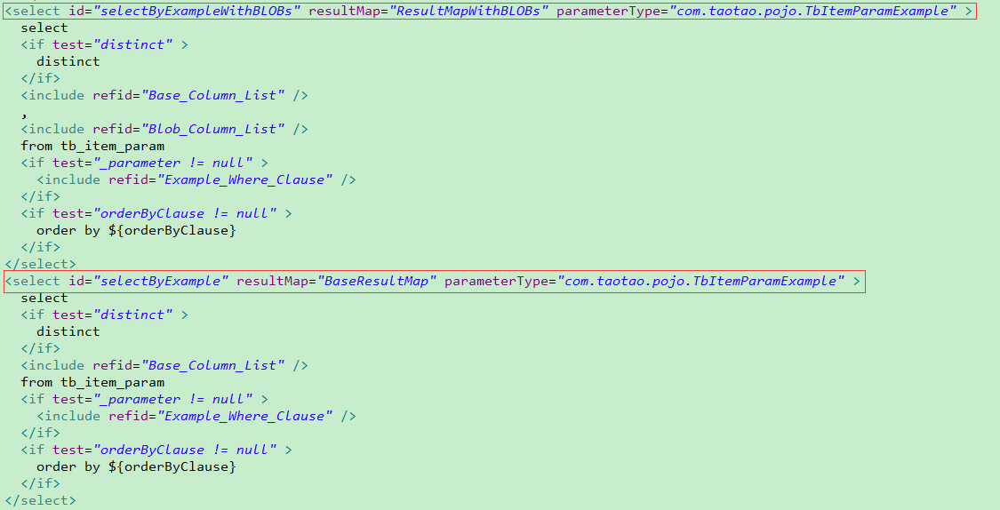 <select id="selectByExampleWithBLOBs" resultMap="ResultMapWithBLOBs" parameterType="com.taotao.pojo.TbItemParamExample" >
select
<if test="distinct" >
distinct
</if>
<include refid="Base_Column_List" />
,
<include refid="Blob_Column_List" />
from tb_item_param
<if test="_parameter != null" >
<include refid="Example_Where_Clause" />
</if>
<if test="orderByClause != null" >
order by ${orderByClause}
</if>
</select>
<select id="selectByExample" resultMap="BaseResultMap" parameterType="com.taotao.pojo.TbItemParamExample" >
select
<if test="distinct" >
distinct
</if>
<include refid="Base_Column_List" />
from tb_item_param
<if test="_parameter != null" >
<include refid="Example_Where_Clause" />
</if>
<if test="orderByClause != null" >
order by ${orderByClause}
</if>
</select>